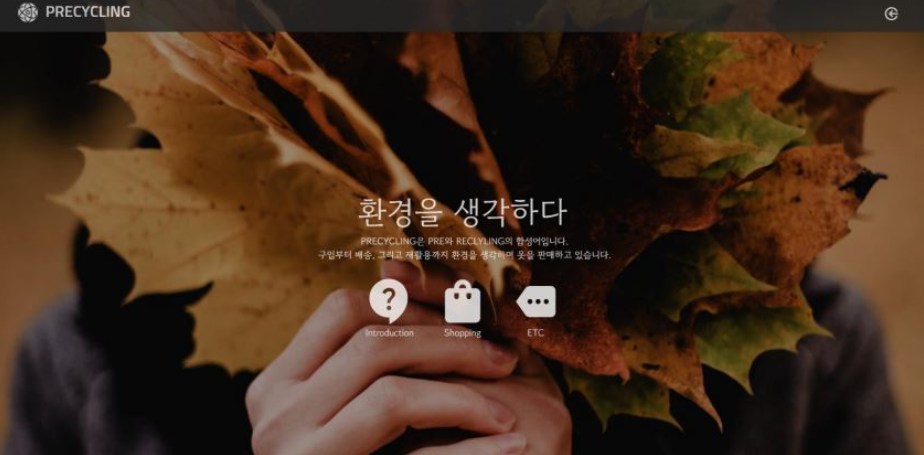 PRECYCLING
환경을 생각하다
PRECYCLING은 PRE와 RECLYLING의 합성어입니다.
구입부터 배송, 그리고 재활용까지 환경을 생각하며 옷을 판매하고 있습니다.
Introduction
Shopping
ETC